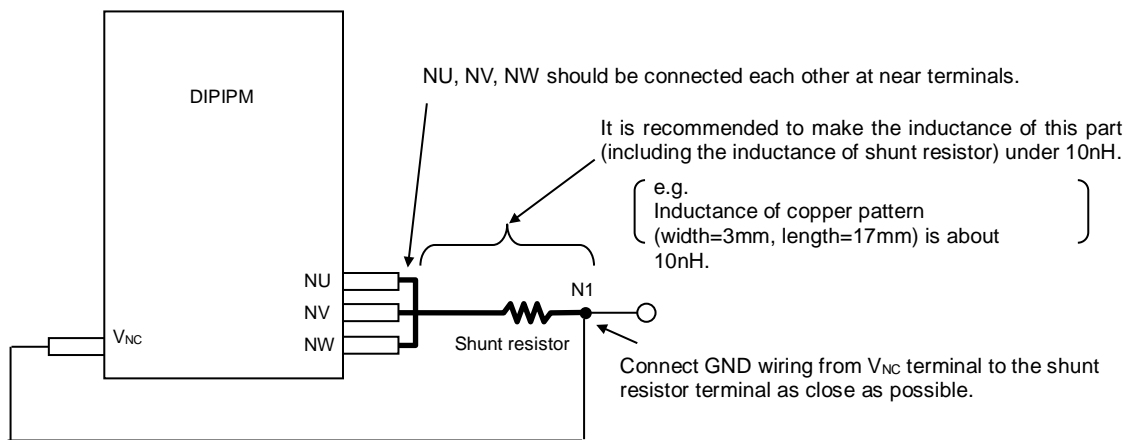 NU, NV, NW should be connected each other at near terminals.
DIPIPM
It is recommended to make the inductance of this part
(including the inductance of shunt resistor) under 10nH.
e.g.
Inductance of copper pattern
(width=3mm, length=17mm) is about
10nH.
NU
N1
NV
VNC
NW
Shunt resistor
Connect GND wiring from VNC terminal to the shunt
resistor terminal as close as possible.